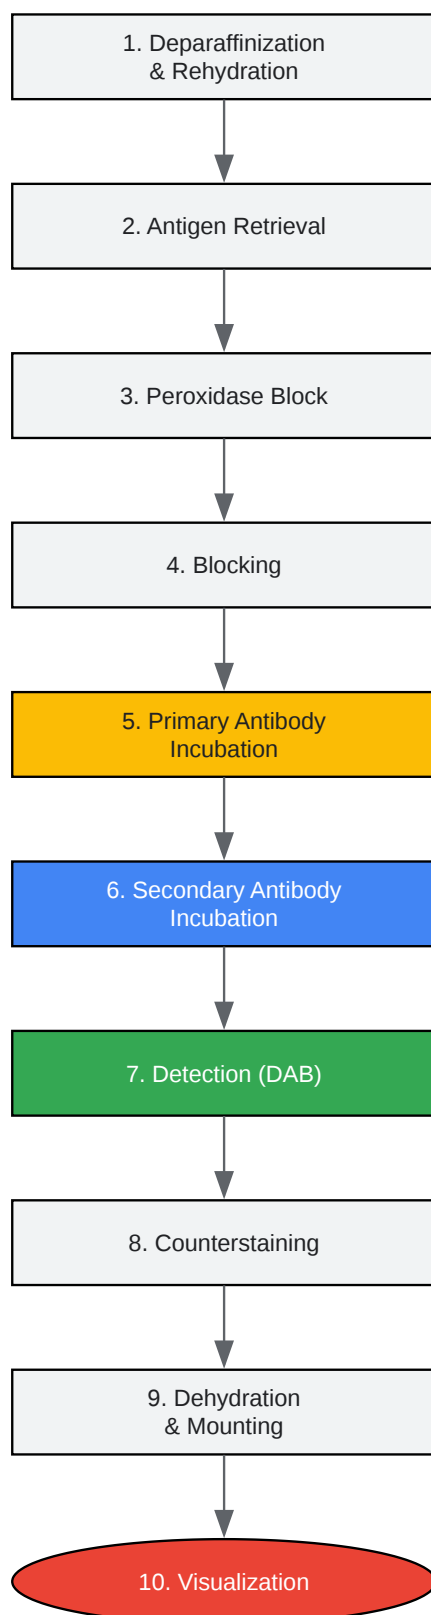 1. Deparaffinization
& Rehydration
2. Antigen Retrieval
3. Peroxidase Block
4. Blocking
5. Primary Antibody
Incubation
6. Secondary Antibody
Incubation
7. Detection (DAB)
8. Counterstaining
9. Dehydration
& Mounting
10. Visualization